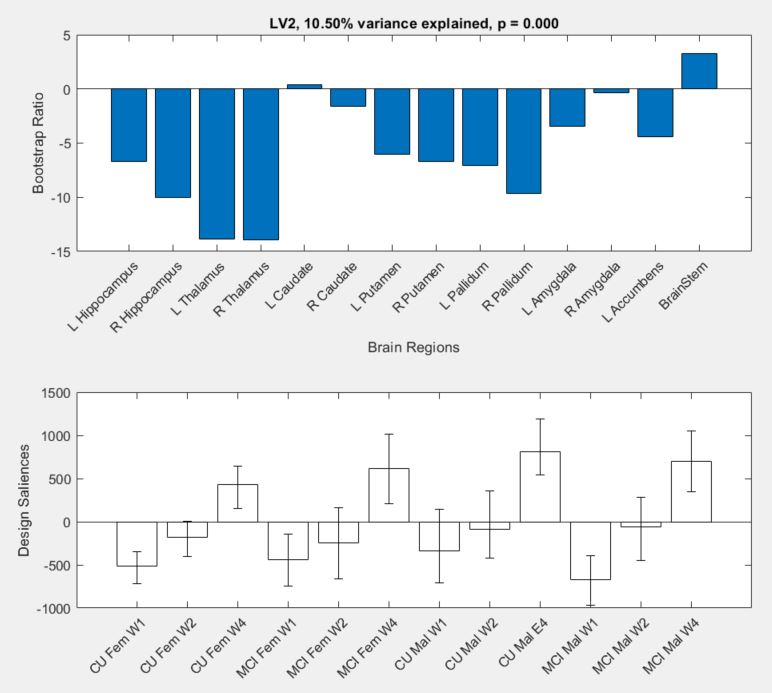 LV2, 10.50% variance explained, p = 0.000
5
0
-5
-10
-15
Bootstrap Ratio
L Hippocampus
R Hippocampus
L Thalamus
R Thalamus
L Caudate
R Caudate
L Putamen
R Putamen
L Pallidum
R Pallidum
L Amygdala
R Amygdala
L Accumbens
BrainStem
Brain Regions
1500
1000
500
0
-500
-1000
Design Saliences
CU Fem W1
CU Fem W2
CU Fem W4
MCI Fem W1
MCI Fem W2
MCI Fem W4
CU Mal W1
CU Mal W2
CU Mal E4
MCI Mal W1
MCI Mal W2
MCI Mal W4